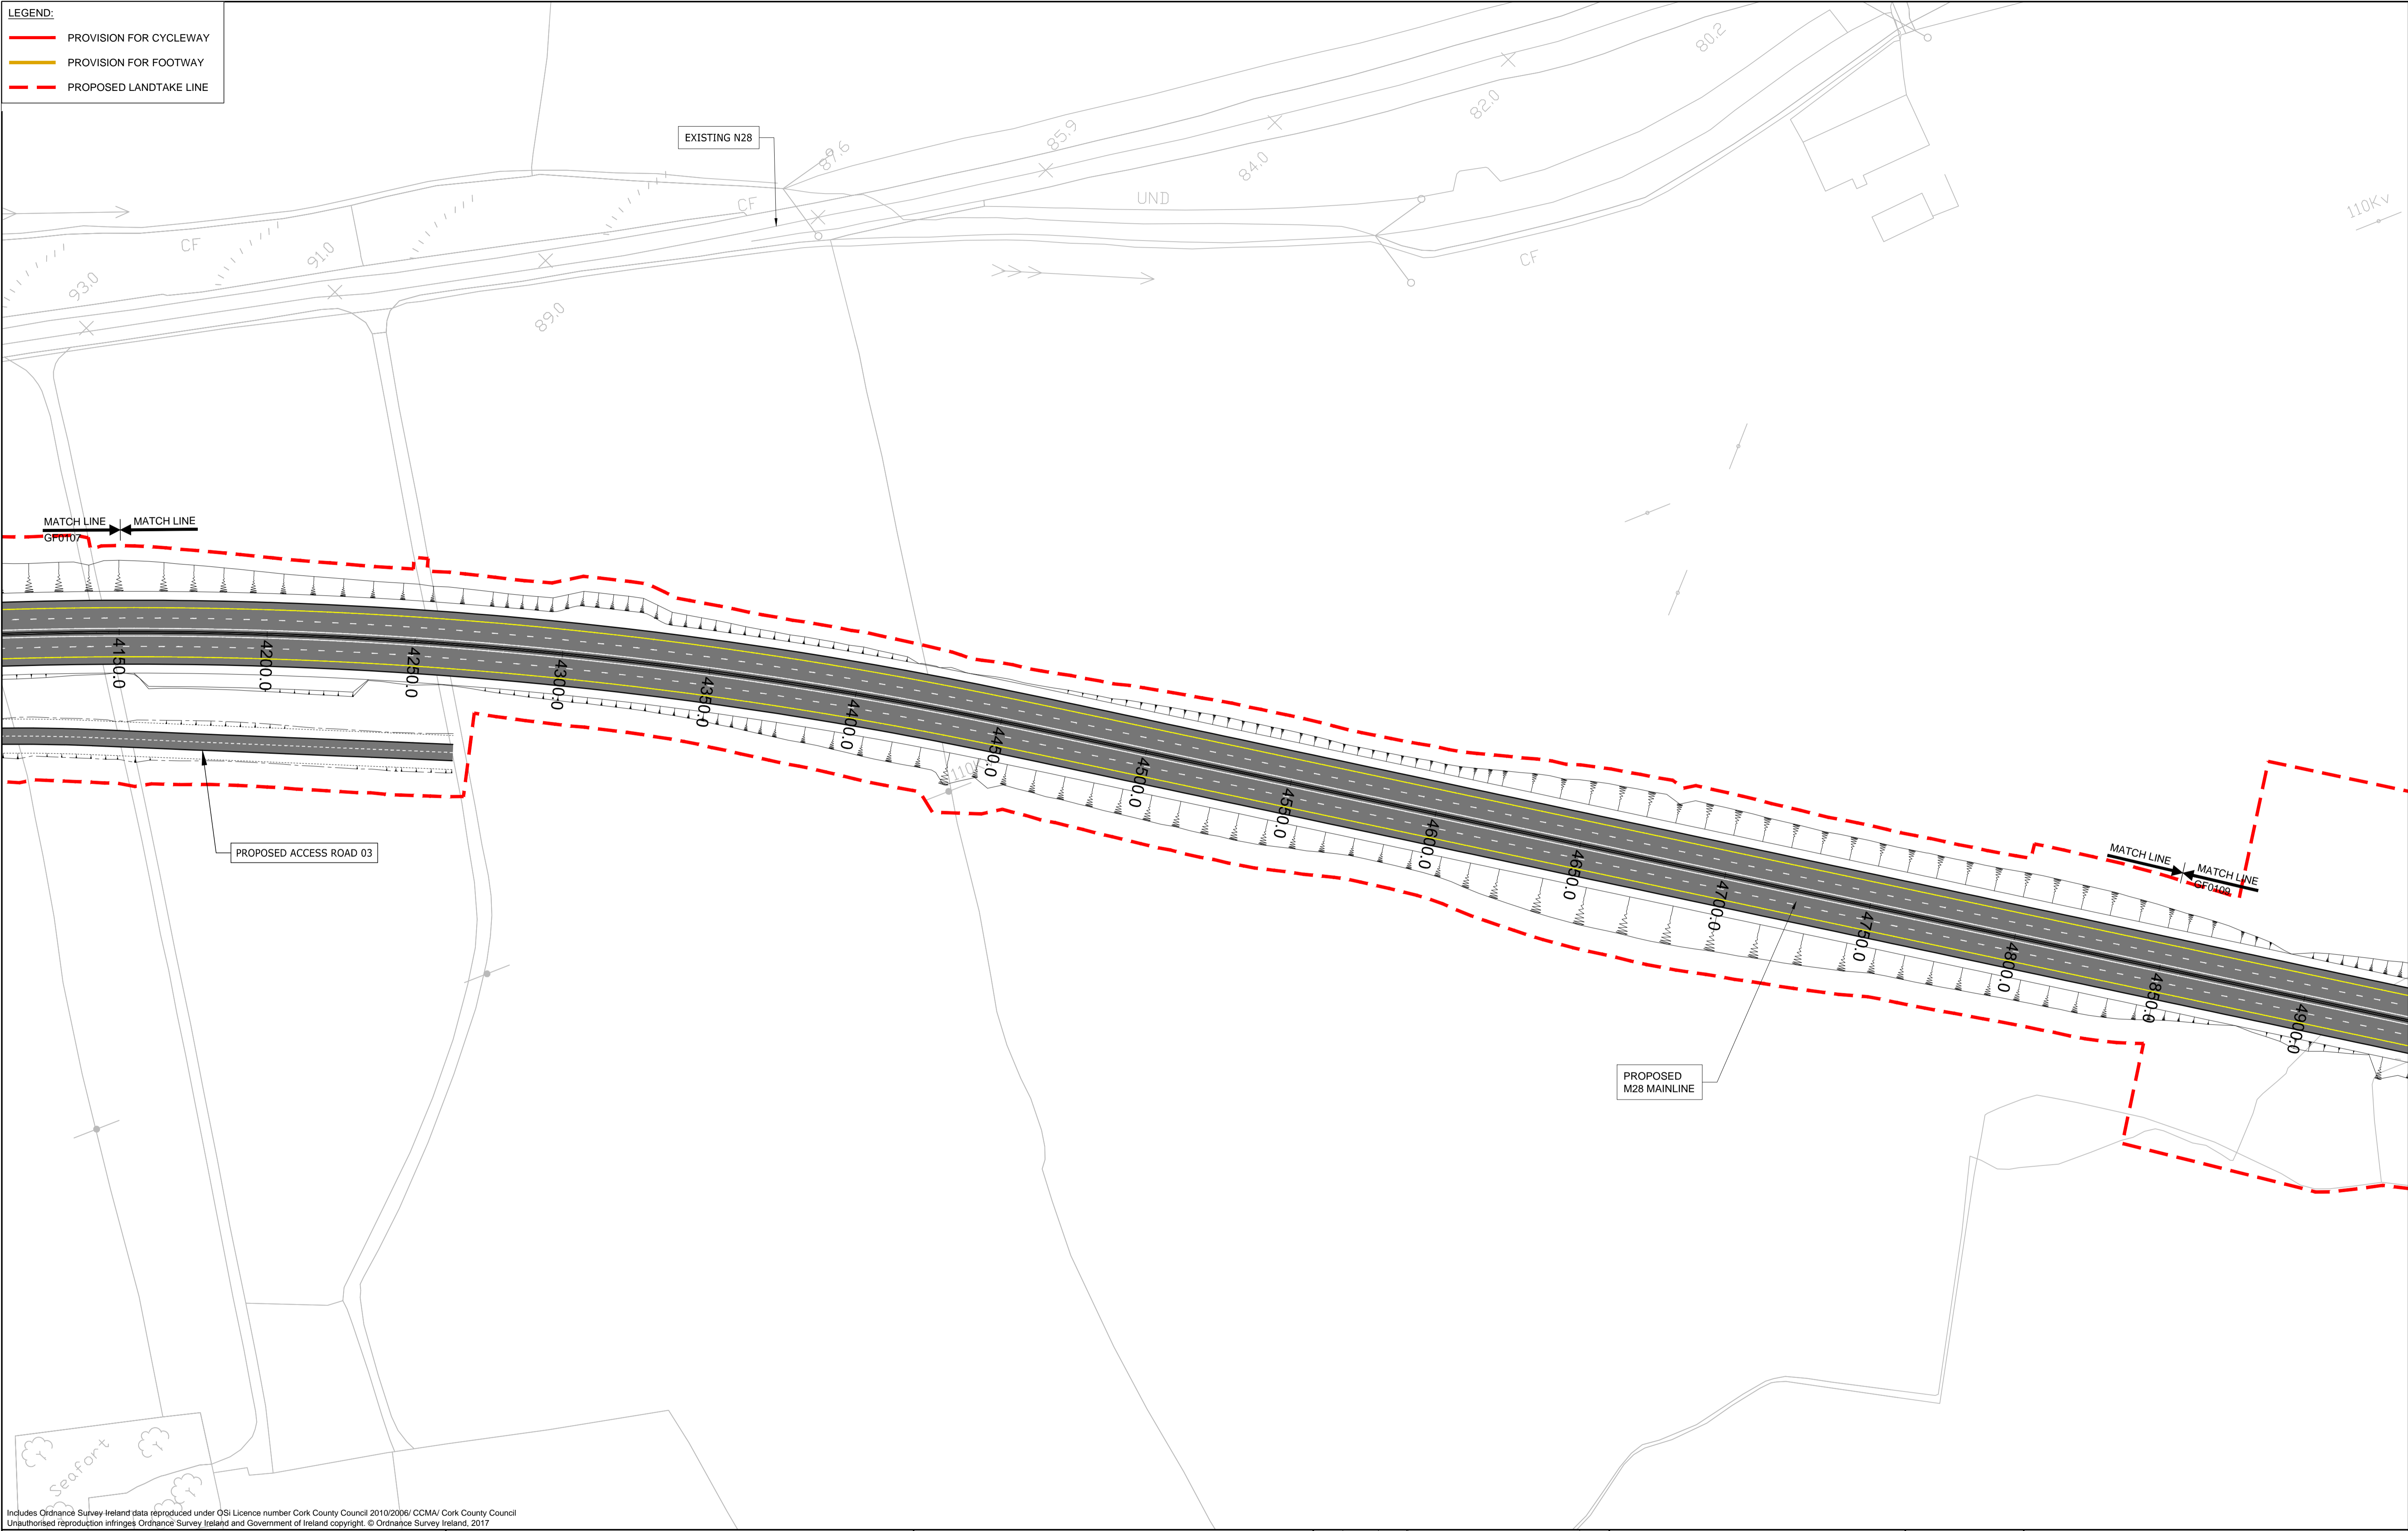 LEGEND:
PROVISION FOR CYCLEWAY
PROVISION FOR FOOTWAY
PROPOSED LANDTAKE LINE
80.2
82.0
85.9
84.0
87.6
EXISTING N28
UND
CF
CF
CF
110KV
91.0
93.0
89.0
MATCH LINE
MATCH LINE
GF0107
4150.0
4200.0
4250.0
4300.0
4350.0
4400.0
4450.0
4500.0
4550.0
4600.0
4650.0
4700.0
4750.0
4800.0
4850.0
4900.0
MATCH LINE
MATCH LINE
GF0109
PROPOSED ACCESS ROAD 03
PROPOSED
M28 MAINLINE
Seafort
Includes Ordnance Survey Ireland data reproduced under OSi Licence number Cork County Council 2010/2006/ CCMA/ Cork County Council
Unauthorised reproduction infringes Ordnance Survey Ireland and Government of Ireland copyright. © Ordnance Survey Ireland, 2017